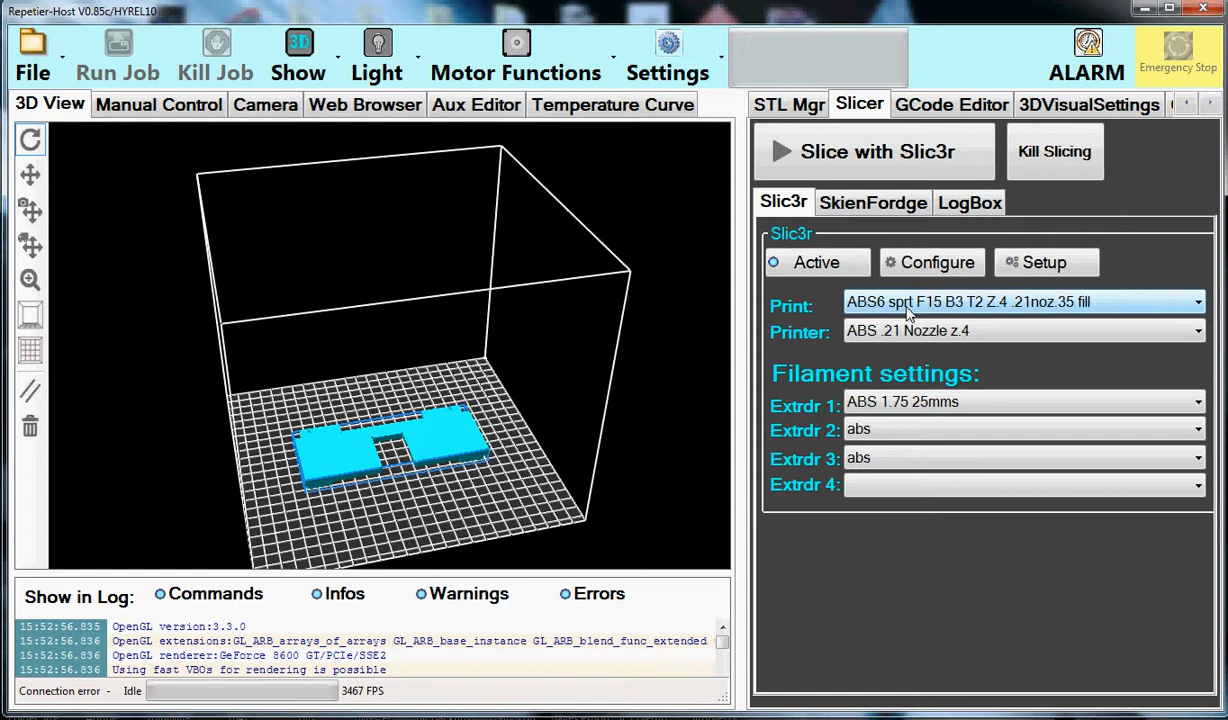 Repetier-Host V0.85c/HYREL10
File Run Job Kill Job Show Light Motor Functions Settings ALARM Emergency Stop
3D
3D View Manual Control Camera Web Browser Aux Editor Temperature Curve
STL Mgr Slicer GCode Editor 3DVisualSettings
Slice with Slic3r Kill Slicing
Slic3r SkienFordge LogBox
Slic3r
Active Configure Setup
Print: ABS6 sprt F15 B3 T2 Z.4 .21noz.35 fill
Printer: ABS .21 Nozzle z.4
Filament settings:
Extrdr 1: ABS 1.75 25mms
Extrdr 2: abs
Extrdr 3: abs
Extrdr 4:
Show in Log: Commands Infos Warnings Errors
15:52:56.835 OpenGL version:3.3.0
15:52:56.836 OpenGL extensions:GL_ARB_arrays_of_arrays GL_ARB_base_instance GL_ARB_blend_func_extended
15:52:56.836 OpenGL renderer:GeForce 8600 GT/PCIe/SSE2
15:52:56.836 Using fast VBOs for rendering is possible
Connection error - Idle 3467 FPS